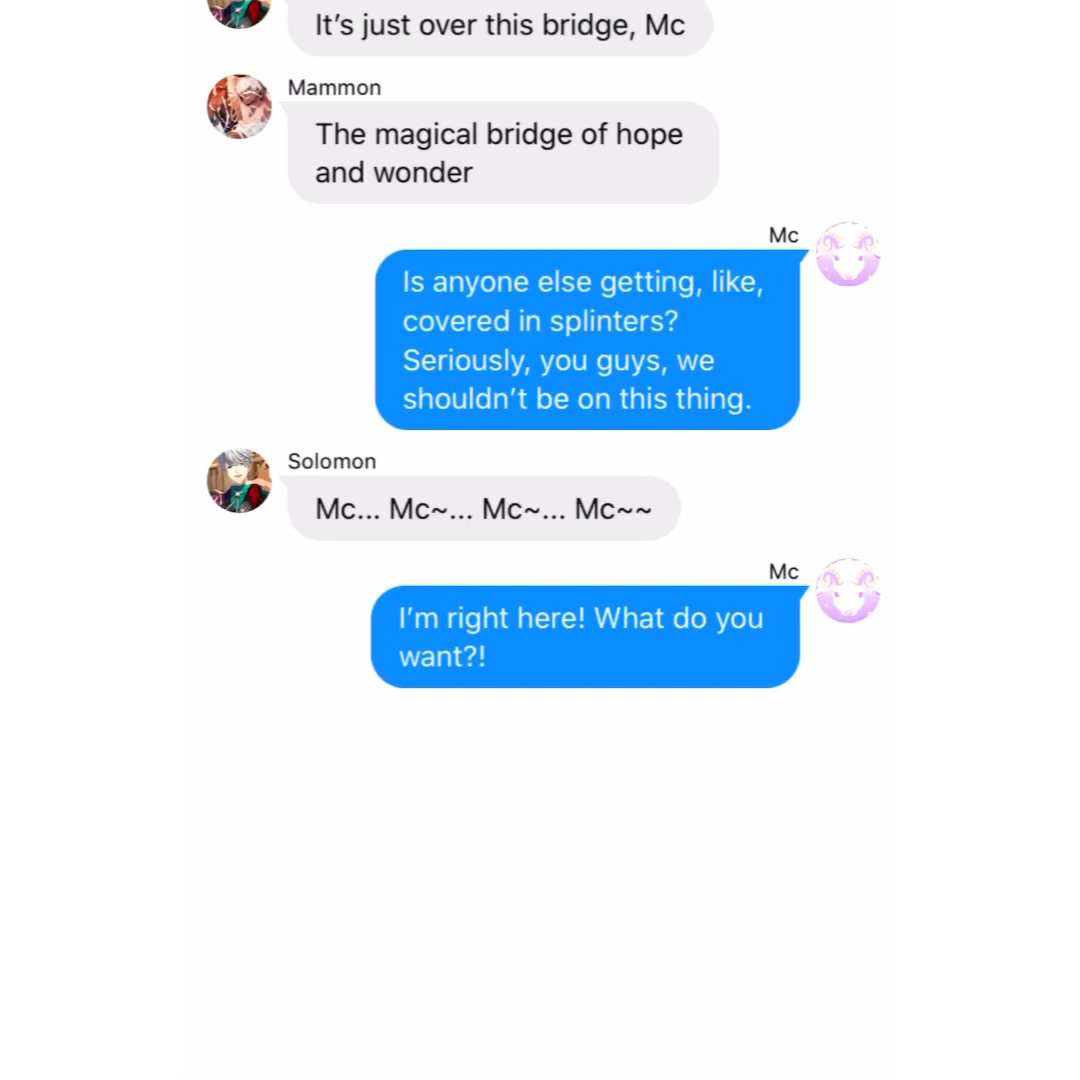 It’s just over this bridge, Mc
Mammon
The magical bridge of hope
and wonder
Mc
Is anyone else getting, like,
covered in splinters?
Seriously, you guys, we
shouldn’t be on this thing.
Solomon
Mc... Mc~... Mc~... Mc~~
Mc
I’m right here! What do you
want?!